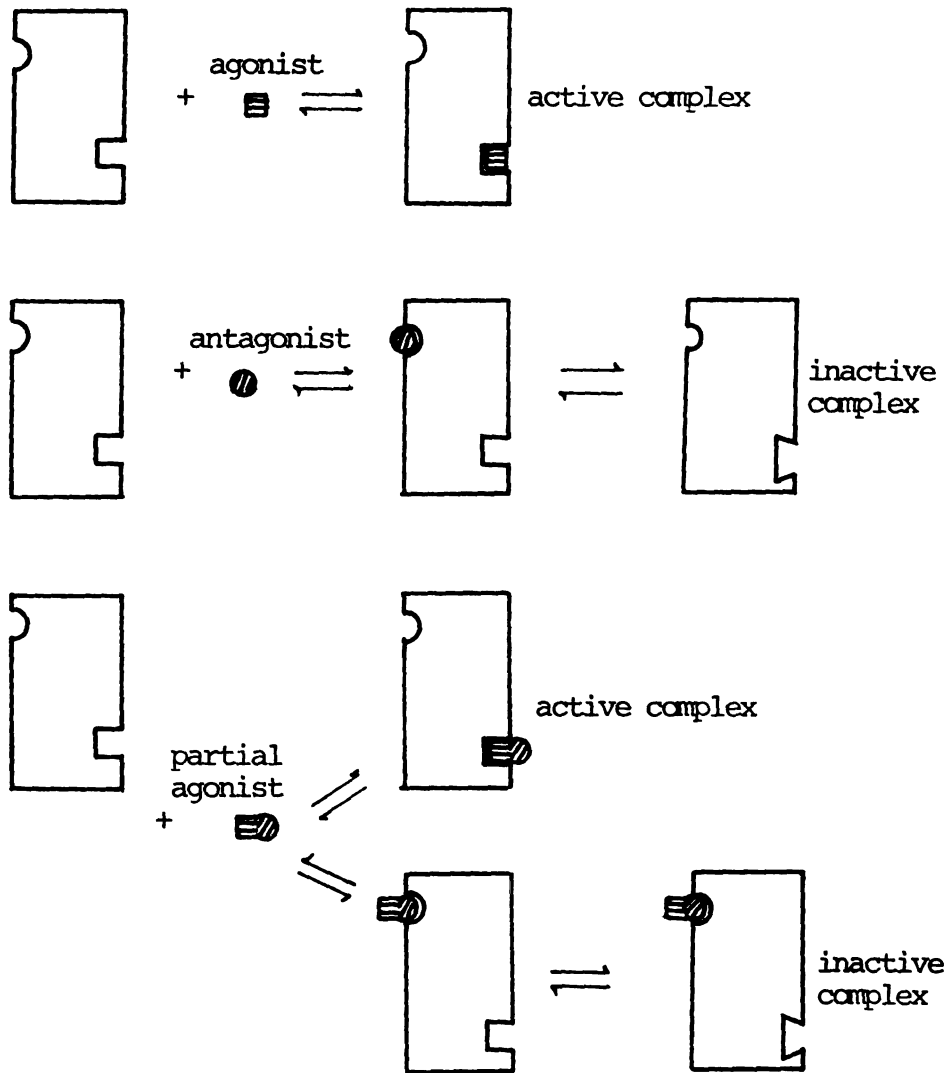 agonist
+
active complex
antagonist
+
inactive
complex
active complex
partial
agonist
+
inactive
complex